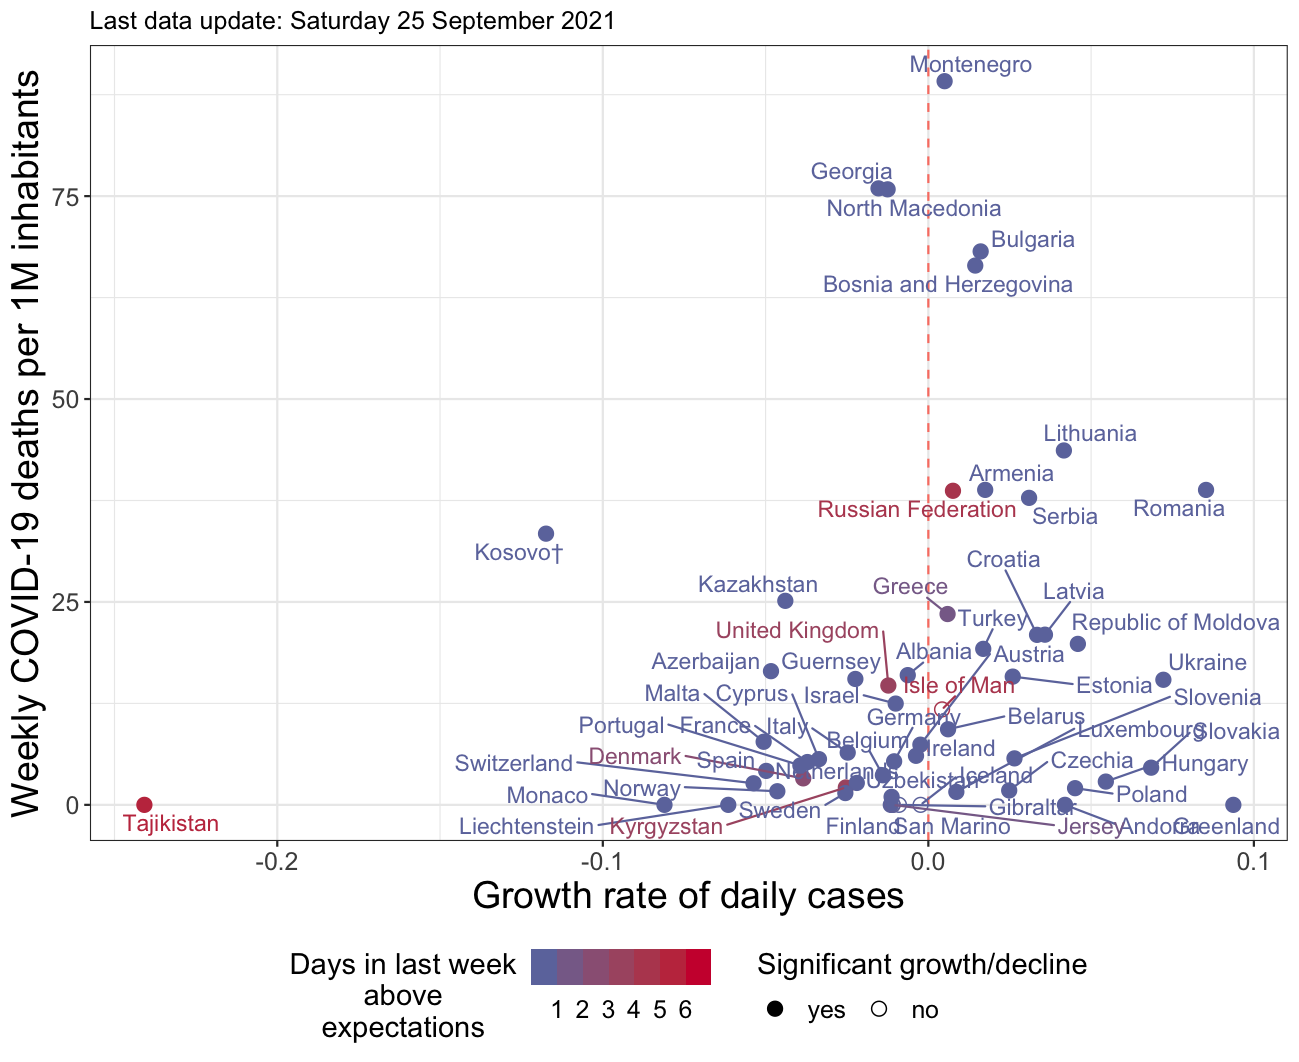 Last data update: Saturday 25 September 2021
Weekly COVID-19 deaths per 1M inhabitants
75
50
25
0
Montenegro
Georgia
North Macedonia
Bulgaria
Bosnia and Herzegovina
Lithuania
Armenia
Russian Federation
Serbia
Romania
Kosovo†
Croatia
Kazakhstan
Greece
Latvia
Turkey
Republic of Moldova
United Kingdom
Albania
Austria
Azerbaijan
Guernsey
Ukraine
Isle of Man
Estonia
Malta
Cyprus
Israel
Slovenia
Germany
Belarus
Portugal
France
Italy
Luxembourg
Slovakia
Belgium
Ireland
Denmark
Spain
Switzerland
Netherlands
Czechia
Hungary
Iceland
Uzbekistan
Norway
Monaco
Poland
Sweden
Gibraltar
Tajikistan
Liechtenstein
Kyrgyzstan
Finland
San Marino
Jersey
Andorra
Greenland
-0.2
-0.1
0.0
0.1
Growth rate of daily cases
Days in last week
above
expectations
1 2 3 4 5 6
Significant growth/decline
yes
no